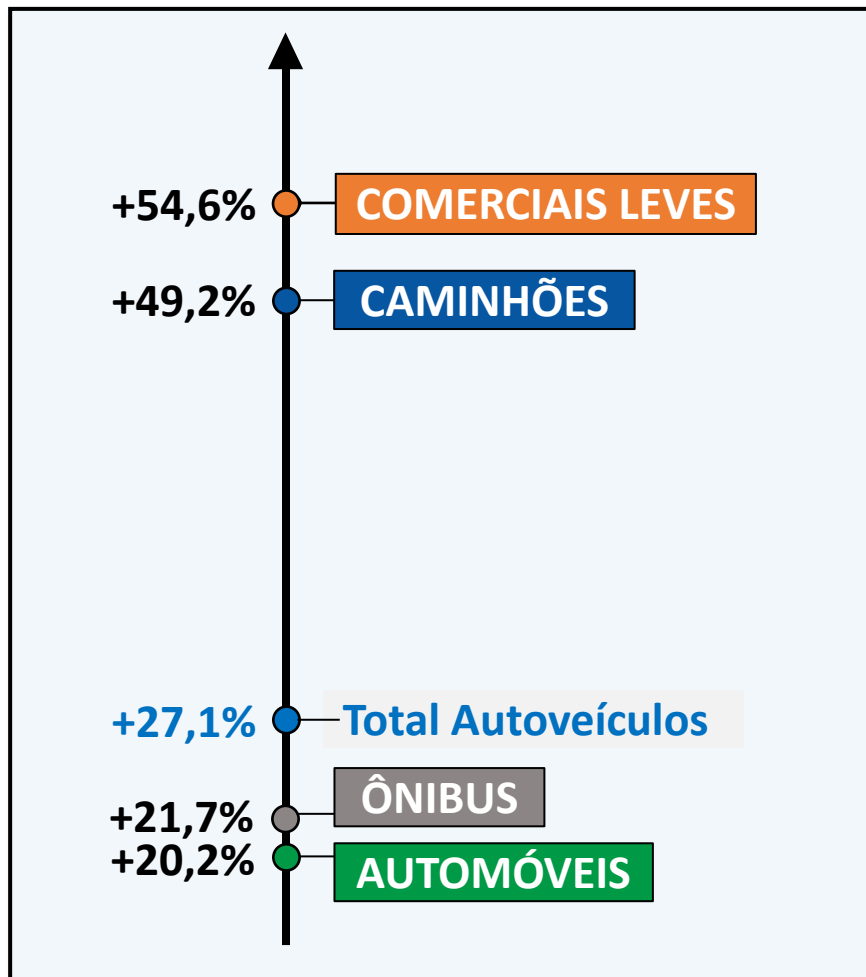 +54,6% COMERCIAIS LEVES
+49,2% CAMINHÕES
+27,1% Total Autoveículos
+21,7% ÔNIBUS
+20,2% AUTOMÓVEIS